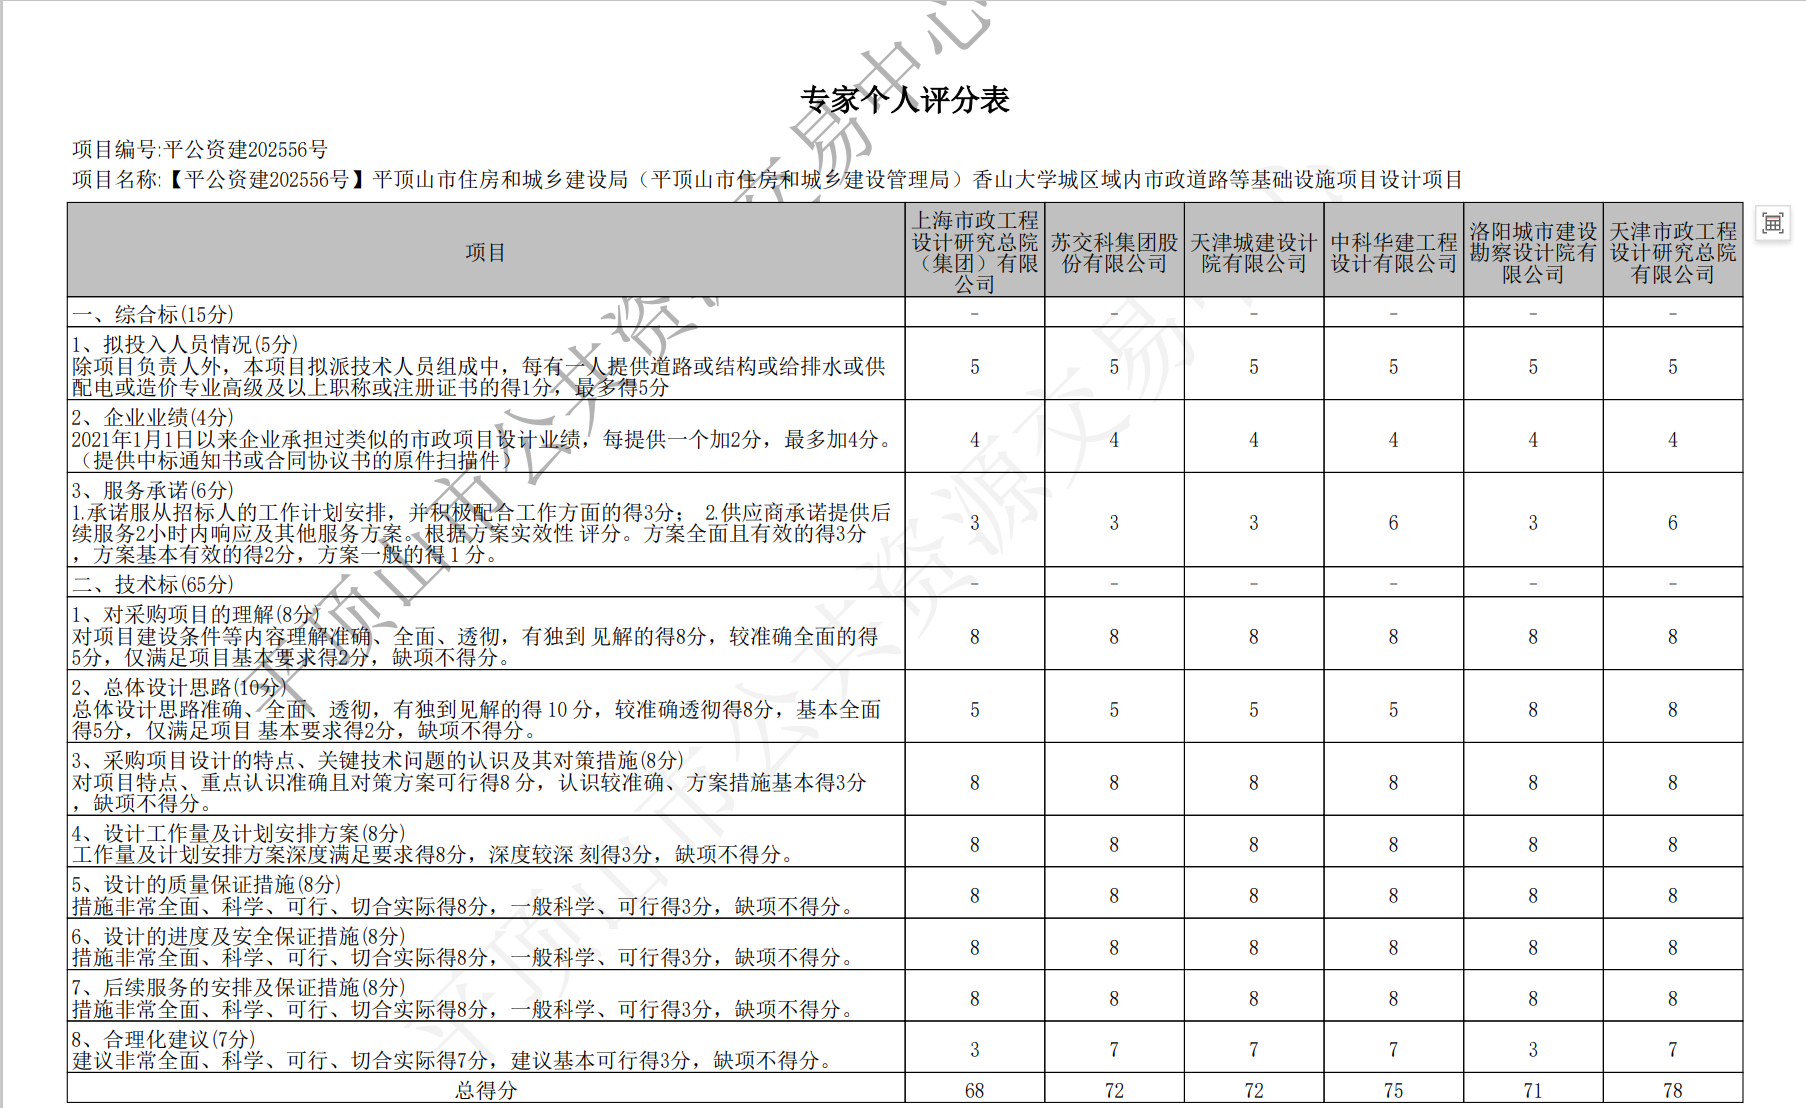 专家个人评分表
项目编号:平公资建202556号
项目名称:【平公资建202556号】平顶山市住房和城乡建设局（平顶山市住房和城乡建设管理局）香山大学城区域内市政道路等基础设施项目设计项目
项目
上海市政工程
设计研究总院
（集团）有限
公司
苏交科集团股
份有限公司
天津城建设计
院有限公司
中科华建工程
设计有限公司
洛阳城市建设
勘察设计院有
限公司
天津市政工程
设计研究总院
有限公司
一、综合标(15分)
- - - - - -
1、拟投入人员情况(5分)
除项目负责人外，本项目拟派技术人员组成中，每有一人提供道路或结构或给排水或供
配电或造价专业高级及以上职称或注册证书的得1分，最多得5分
5 5 5 5 5 5
2、企业业绩(4分)
2021年1月1日以来企业承担过类似的市政项目设计业绩，每提供一个加2分，最多加4分。
（提供中标通知书或合同协议书的原件扫描件）
4 4 4 4 4 4
3、服务承诺(6分)
1.承诺服从招标人的工作计划安排，并积极配合工作方面的得3分； 2.供应商承诺提供后
续服务2小时内响应及其他服务方案。根据方案实效性 评分。方案全面且有效的得3分
，方案基本有效的得2分，方案一般的得 1 分。
3 3 3 6 3 6
二、技术标(65分)
- - - - - -
1、对采购项目的理解(8分)
对项目建设条件等内容理解准确、全面、透彻，有独到 见解的得8分，较准确全面的得
5分，仅满足项目基本要求得2分，缺项不得分。
8 8 8 8 8 8
2、总体设计思路(10分)
总体设计思路准确、全面、透彻，有独到见解的得 10 分，较准确透彻得8分，基本全面
得5分，仅满足项目 基本要求得2分，缺项不得分。
5 5 5 5 8 8
3、采购项目设计的特点、关键技术问题的认识及其对策措施(8分)
对项目特点、重点认识准确且对策方案可行得8 分，认识较准确、方案措施基本得3分
，缺项不得分。
8 8 8 8 8 8
4、设计工作量及计划安排方案(8分)
工作量及计划安排方案深度满足要求得8分，深度较深 刻得3分，缺项不得分。
8 8 8 8 8 8
5、设计的质量保证措施(8分)
措施非常全面、科学、可行、切合实际得8分，一般科学、可行得3分，缺项不得分。
8 8 8 8 8 8
6、设计的进度及安全保证措施(8分)
措施非常全面、科学、可行、切合实际得8分，一般科学、可行得3分，缺项不得分。
8 8 8 8 8 8
7、后续服务的安排及保证措施(8分)
措施非常全面、科学、可行、切合实际得8分，一般科学、可行得3分，缺项不得分。
8 8 8 8 8 8
8、合理化建议(7分)
建议非常全面、科学、可行、切合实际得7分，建议基本可行得3分，缺项不得分。
3 7 7 7 3 7
总得分
68 72 72 75 71 78
平顶山市公共资源交易中心
平顶山市公共资源交易中心